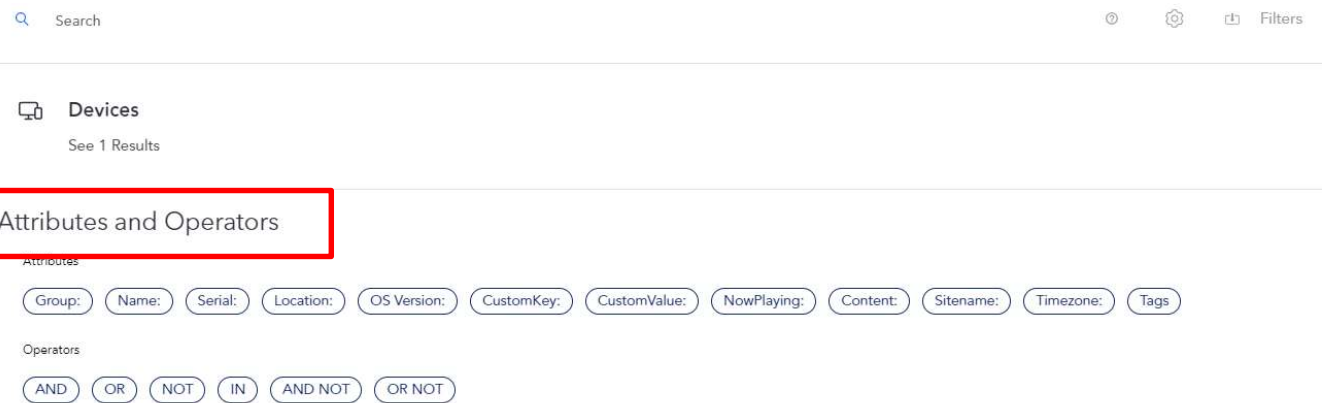 Search Filters
Devices
See 1 Results
Attributes and Operators
Attributes
Group: Name: Serial: Location: OS Version: CustomKey: CustomValue: NowPlaying: Content: Sitename: Timezone: Tags
Operators
AND OR NOT IN AND NOT OR NOT